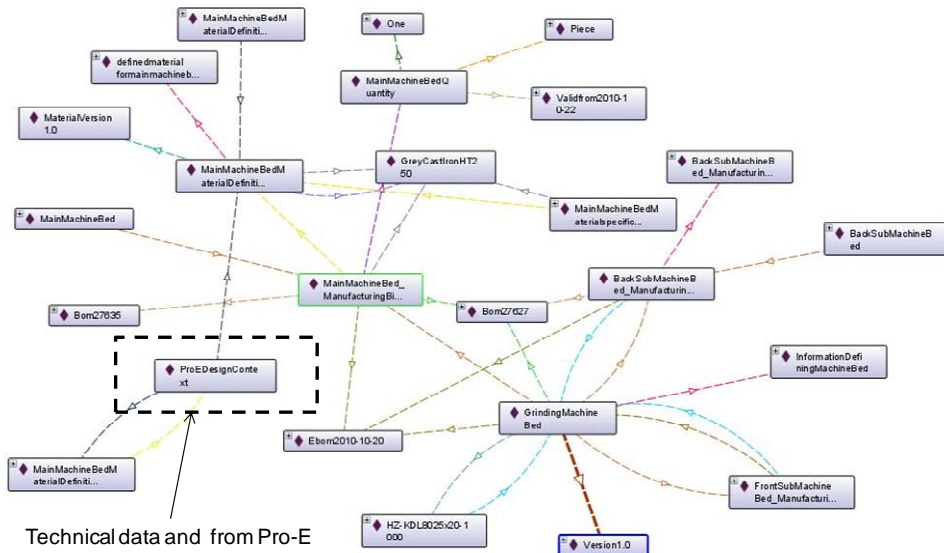 MainMachineBedM
aterialDefiniti...
One
Piece
definedmaterial
formainmachineb...
MainMachineBedQ
uantity
Validfrom2010-1
0-22
MaterialVersion
1.0
GreyCastIronHT2
50
BackSubMachineB
ed_Manufacturin...
MainMachineBedM
aterialDefiniti...
MainMachineBed
MainMachineBedM
aterialspecific...
BackSubMachineB
ed
MainMachineBed_
ManufacturingBi...
BackSubMachineB
ed_Manufacturin...
Bom27635
Bom27627
ProEDesignConte
xt
InformationDefi
ningMachineBed
GrindingMachine
Bed
Ebom2010-10-20
MainMachineBedM
aterialDefiniti...
FrontSubMachine
Bed_Manufacturi...
HZ-KDL8025x20-1
000
Technical data and from Pro-E
Version1.0